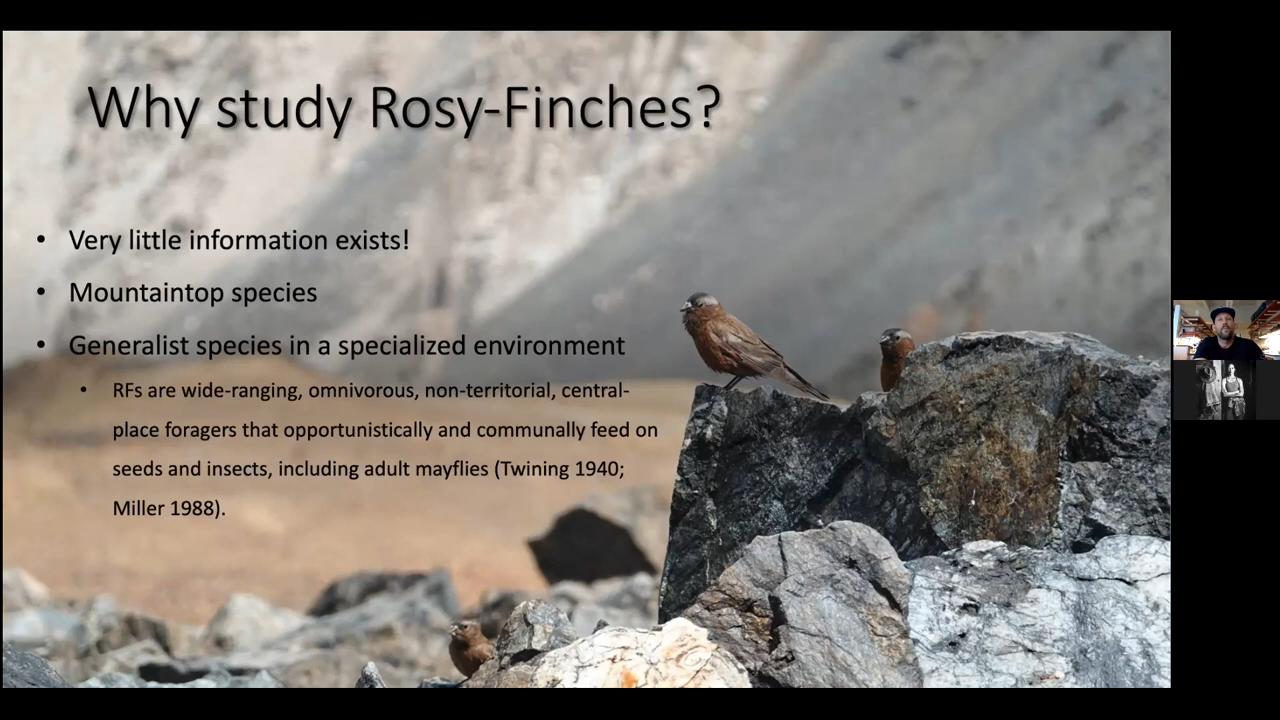 Why study Rosy-Finches?
• Very little information exists!
• Mountaintop species
• Generalist species in a specialized environment
• RFs are wide-ranging, omnivorous, non-territorial, central-
place foragers that opportunistically and communally feed on
seeds and insects, including adult mayflies (Twining 1940;
Miller 1988).